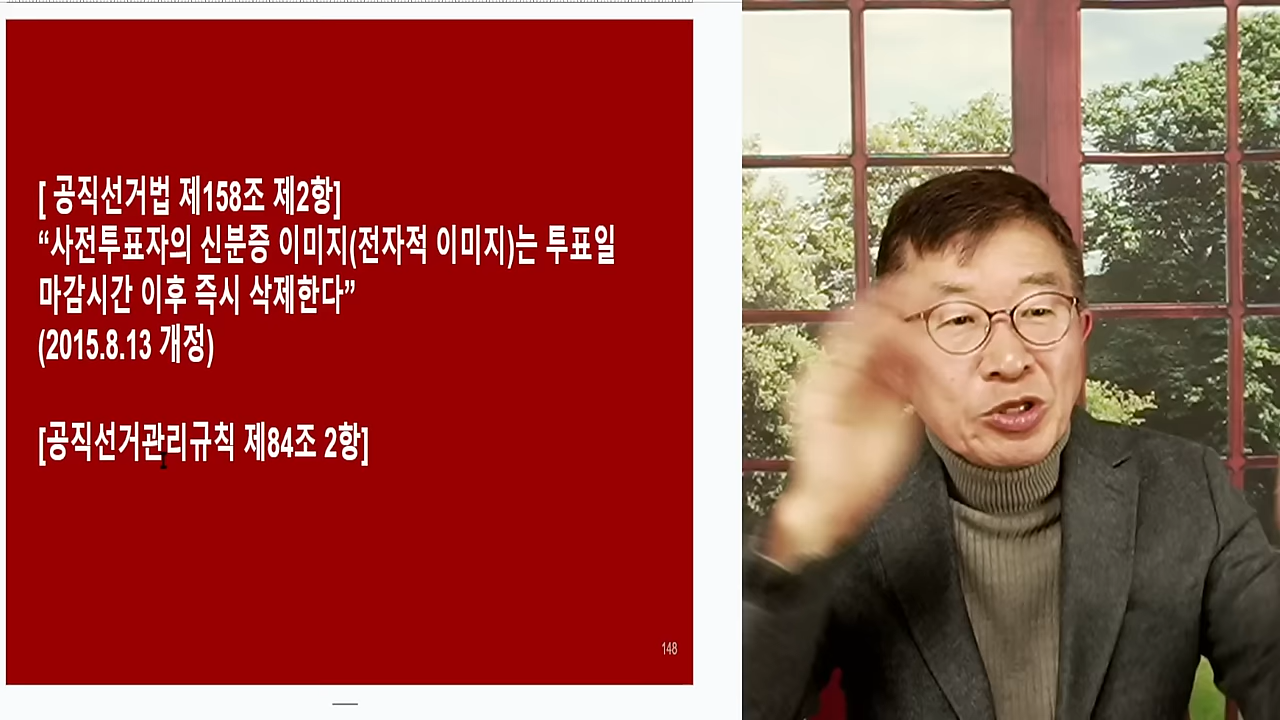 [ 공직선거법 제158조 제2항]
“사전투표자의 신분증 이미지(전자적 이미지)는 투표일
마감시간 이후 즉시 삭제한다”
(2015.8.13 개정)
[공직선거관리규칙 제84조 2항]
148